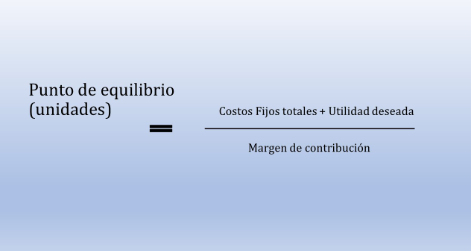 Punto de equilibrio
(unidades)
=
Costos Fijos totales + Utilidad deseada
Margen de contribución